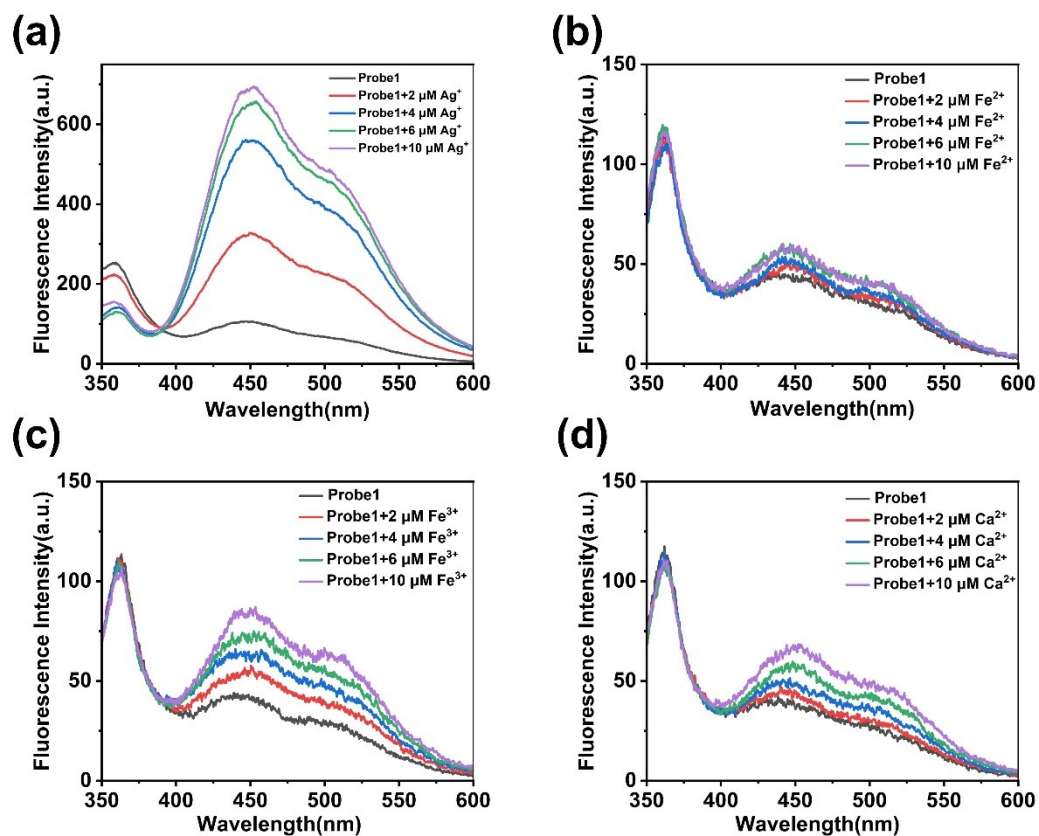 (a)
Fluorescence Intensity(a.u.)
600
400
200
0
Probe1
Probe1+2 μM Ag⁺
Probe1+4 μM Ag⁺
Probe1+6 μM Ag⁺
Probe1+10 μM Ag⁺
350 400 450 500 550 600
Wavelength(nm)
(b)
Fluorescence Intensity(a.u.)
150
100
50
0
Probe1
Probe1+2 μM Fe²⁺
Probe1+4 μM Fe²⁺
Probe1+6 μM Fe²⁺
Probe1+10 μM Fe²⁺
350 400 450 500 550 600
Wavelength(nm)
(c)
Fluorescence Intensity(a.u.)
150
100
50
0
Probe1
Probe1+2 μM Fe³⁺
Probe1+4 μM Fe³⁺
Probe1+6 μM Fe³⁺
Probe1+10 μM Fe³⁺
350 400 450 500 550 600
Wavelength(nm)
(d)
Fluorescence Intensity(a.u.)
150
100
50
0
Probe1
Probe1+2 μM Ca²⁺
Probe1+4 μM Ca²⁺
Probe1+6 μM Ca²⁺
Probe1+10 μM Ca²⁺
350 400 450 500 550 600
Wavelength(nm)